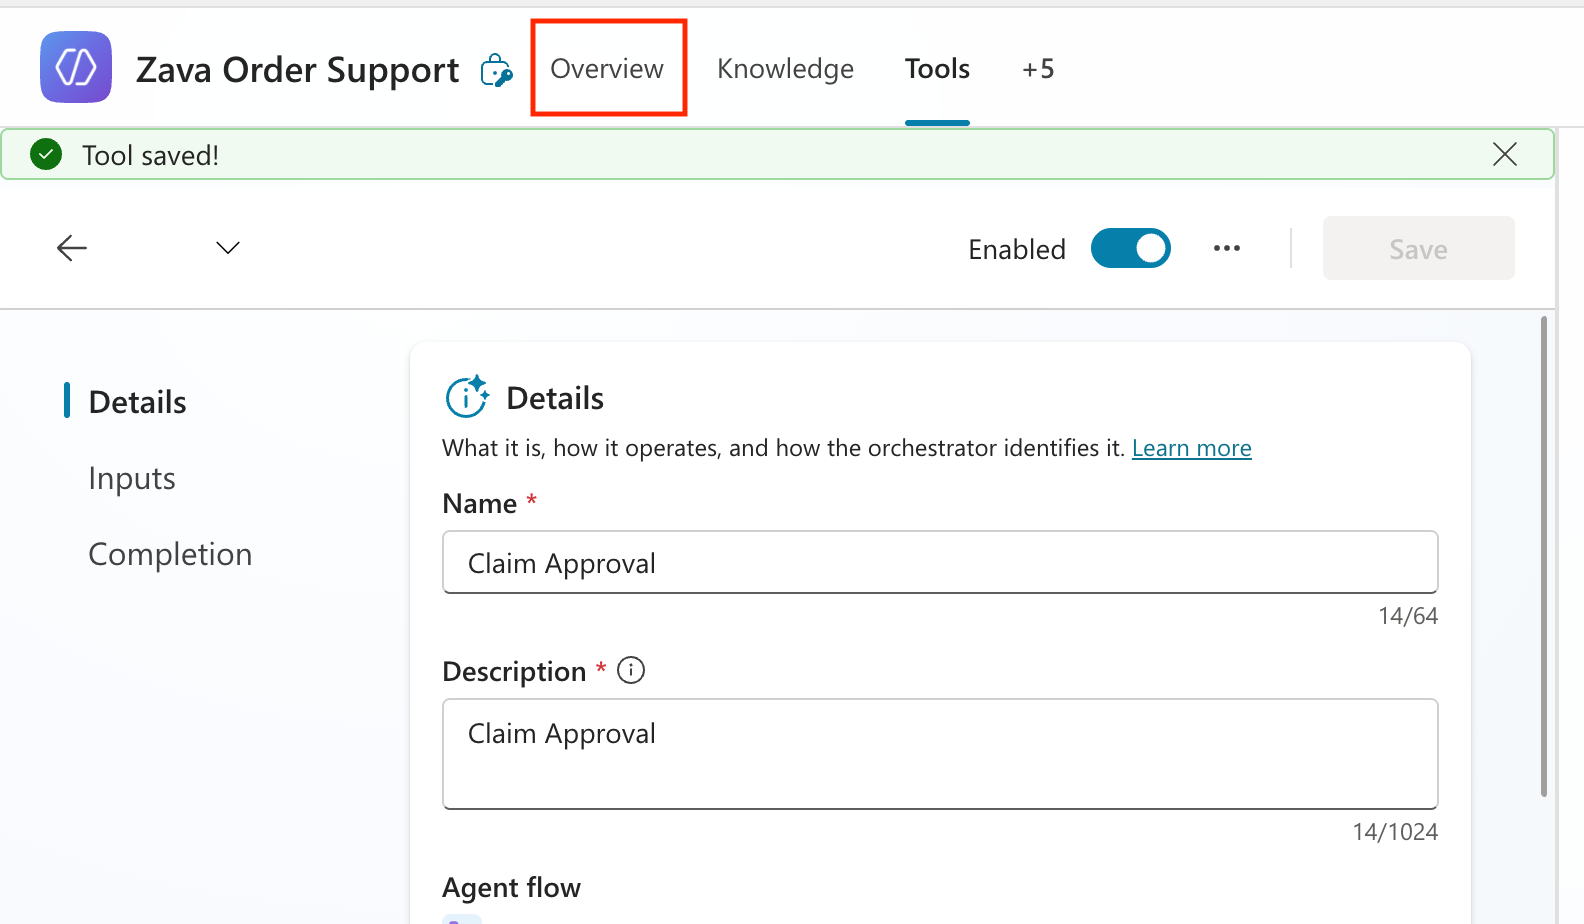 Zava Order Support
Overview
Knowledge
Tools
+5
Tool saved!
Enabled
Save
Details
Inputs
Completion
Details
What it is, how it operates, and how the orchestrator identifies it. Learn more
Name *
Claim Approval
14/64
Description *
Claim Approval
14/1024
Agent flow